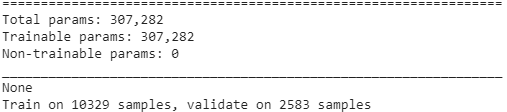 =================================================================
Total params: 307,282
Trainable params: 307,282
Non-trainable params: 0
_________________________________________________________________
None
Train on 10329 samples, validate on 2583 samples